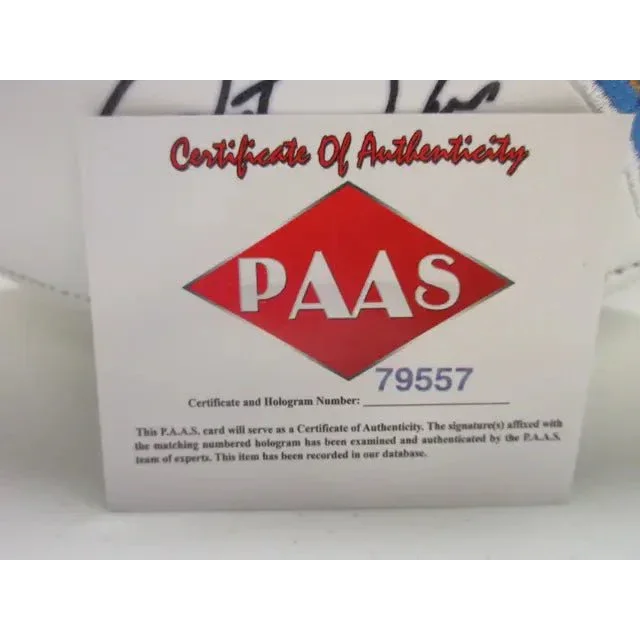 Certificate Of Authenticity
PAAS
79557
Certificate and Hologram Number:
This P.A.A.S. card will serve as a Certificate of Authenticity. The signature(s) affixed with
the matching numbered hologram has been examined and authenticated by the P.A.A.S.
team of experts. This item has been recorded in our database.